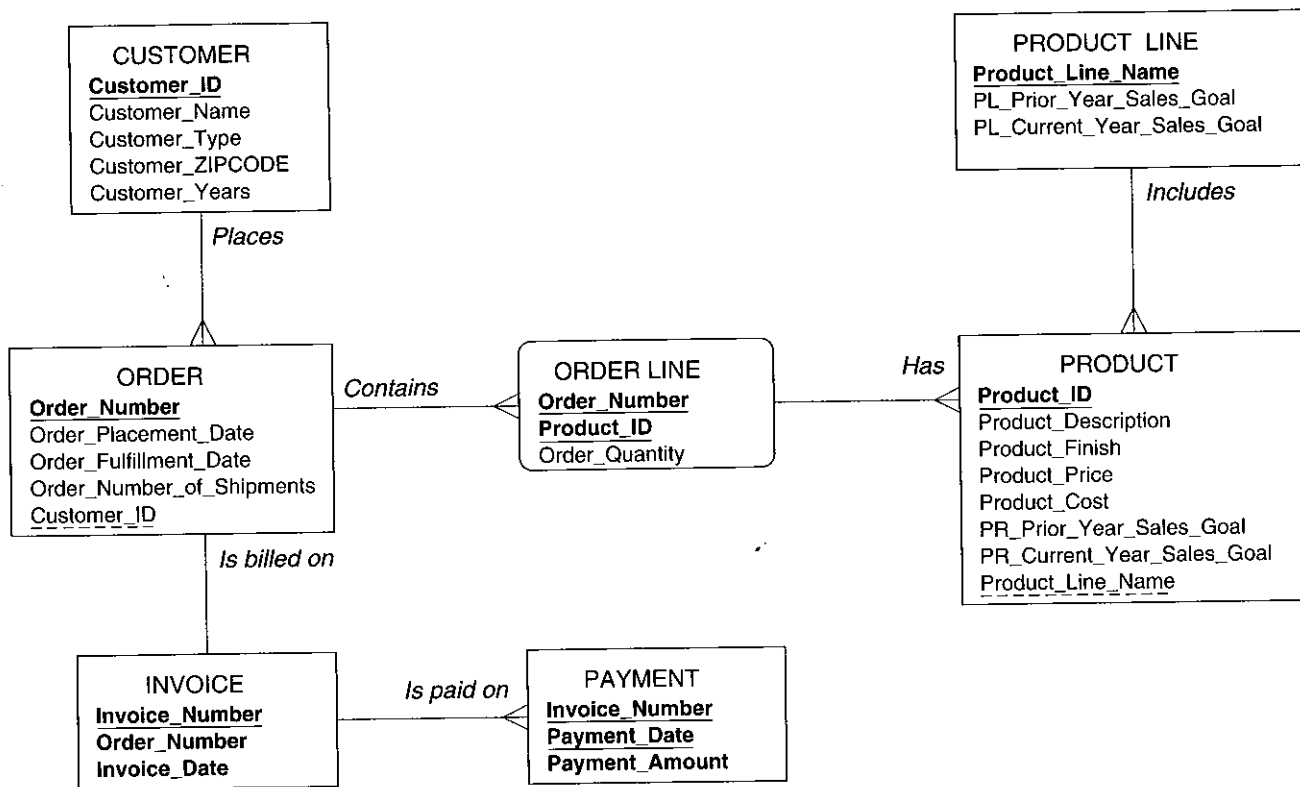 CUSTOMER
Customer_ID
Customer_Name
Customer_Type
Customer_ZIPCODE
Customer_Years
PRODUCT LINE
Product_Line_Name
PL_Prior_Year_Sales_Goal
PL_Current_Year_Sales_Goal
Places
Includes
ORDER
Order_Number
Order_Placement_Date
Order_Fulfillment_Date
Order_Number_of_Shipments
Customer_ID
Contains
ORDER LINE
Order_Number
Product_ID
Order_Quantity
Has
PRODUCT
Product_ID
Product_Description
Product_Finish
Product_Price
Product_Cost
PR_Prior_Year_Sales_Goal
PR_Current_Year_Sales_Goal
Product_Line_Name
Is billed on
INVOICE
Invoice_Number
Order_Number
Invoice_Date
Is paid on
PAYMENT
Invoice_Number
Payment_Date
Payment_Amount